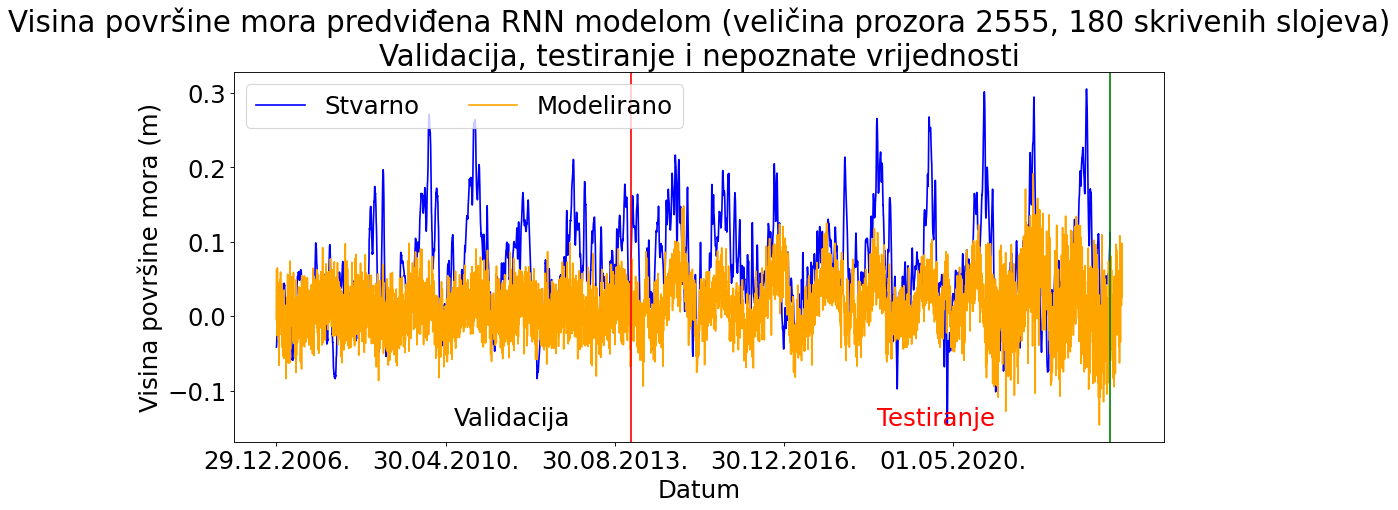 Visina površine mora predviđena RNN modelom (veličina prozora 2555, 180 skrivenih slojeva)
Validacija, testiranje i nepoznate vrijednosti
Stvarno Modelirano
Visina površine mora (m)
0.3
0.2
0.1
0.0
−0.1
Validacija Testiranje
29.12.2006. 30.04.2010. 30.08.2013. 30.12.2016. 01.05.2020.
Datum